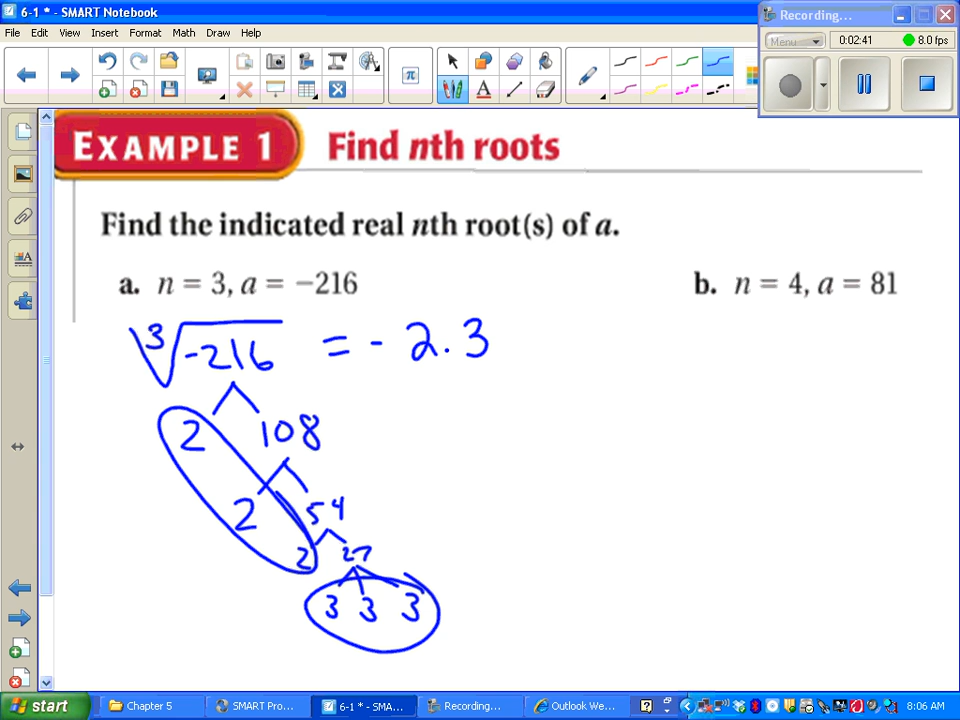 6-1 * - SMART Notebook
Recording...
File Edit View Insert Format Math Draw Help
Menu 00:02:41 8.0 fps
π
A
EXAMPLE 1 Find nth roots
Find the indicated real nth root(s) of a.
a. n = 3, a = −216
b. n = 4, a = 81
∛-216 = - 2.3
2 108
2 54
2 27
3 3 3
start Chapter 5 SMART Pro... 6-1 * - SMA... Recording... Outlook We... 8:06 AM